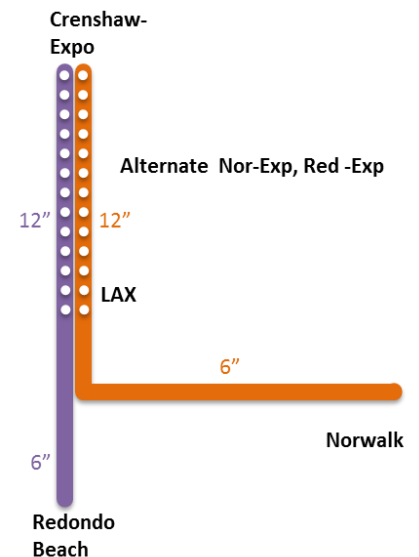 Crenshaw-
Expo
Alternate Nor-Exp, Red -Exp
12” 12”
LAX
6”
Norwalk
6”
Redondo
Beach